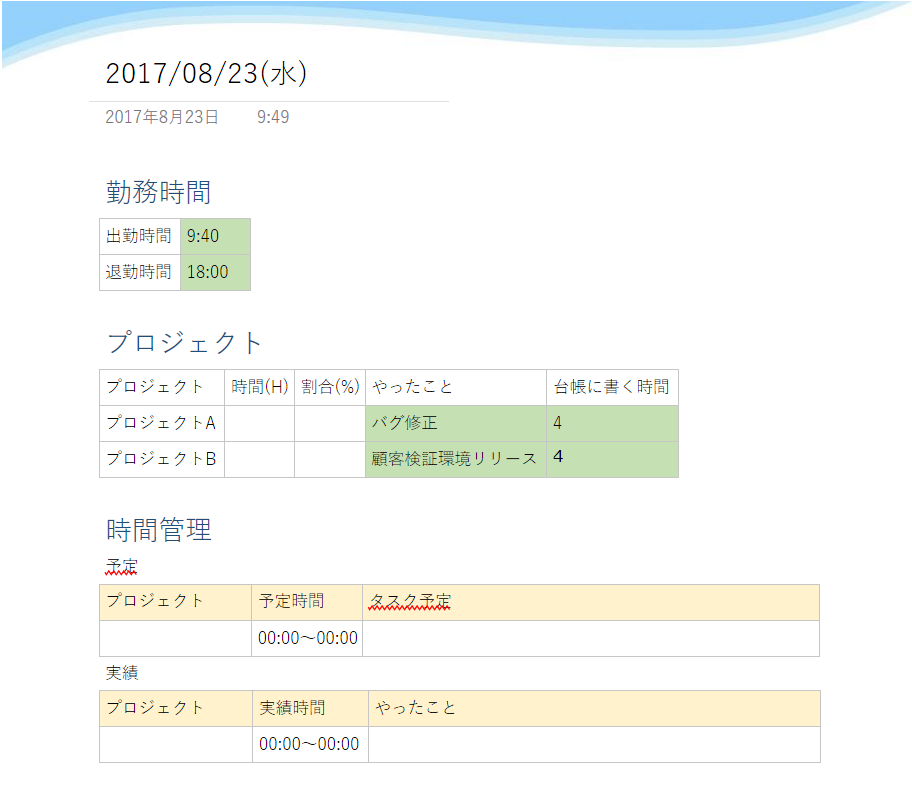 2017/08/23(水)
2017年8月23日 9:49
勤務時間
出勤時間 9:40
退勤時間 18:00
プロジェクト
プロジェクト 時間(H) 割合(%) やったこと 台帳に書く時間
プロジェクトA バグ修正 4
プロジェクトB 顧客検証環境リリース 4
時間管理
予定
プロジェクト 予定時間 タスク予定
00:00～00:00
実績
プロジェクト 実績時間 やったこと
00:00～00:00